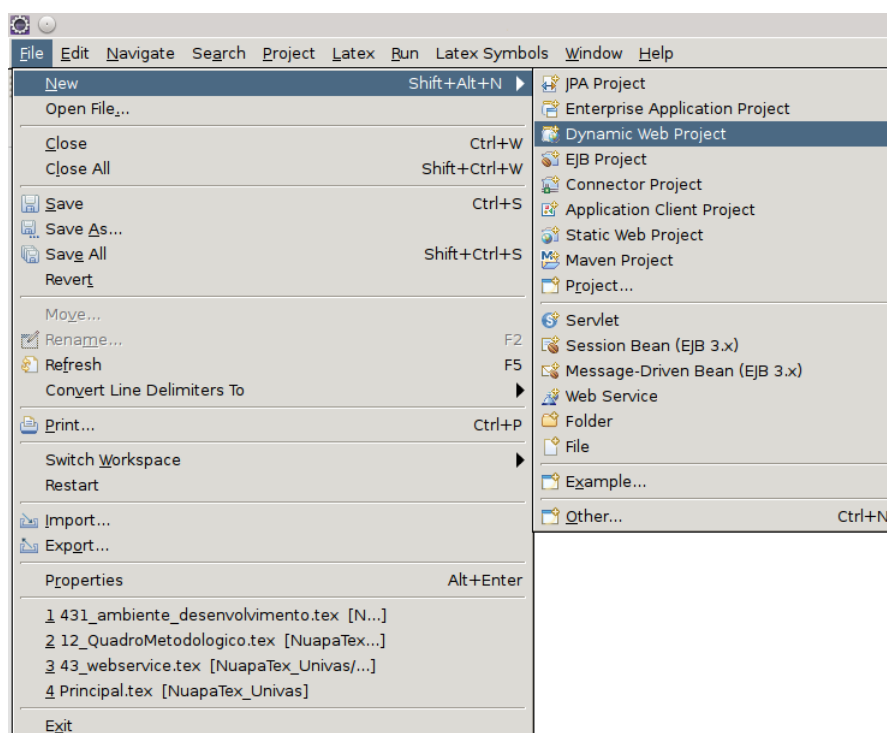 File Edit Navigate Search Project Latex Run Latex Symbols Window Help
New Shift+Alt+N
Open File...
Close Ctrl+W
Close All Shift+Ctrl+W
Save Ctrl+S
Save As...
Save All Shift+Ctrl+S
Revert
Move...
Rename... F2
Refresh F5
Convert Line Delimiters To
Print... Ctrl+P
Switch Workspace
Restart
Import...
Export...
Properties Alt+Enter
1 431_ambiente_desenvolvimento.tex [N...]
2 12_QuadroMetodologico.tex [NuapaTex...]
3 43_webservice.tex [NuapaTex_Univas/...]
4 Principal.tex [NuapaTex_Univas]
Exit
JPA Project
Enterprise Application Project
Dynamic Web Project
EJB Project
Connector Project
Application Client Project
Static Web Project
Maven Project
Project...
Servlet
Session Bean (EJB 3.x)
Message-Driven Bean (EJB 3.x)
Web Service
Folder
File
Example...
Other... Ctrl+N